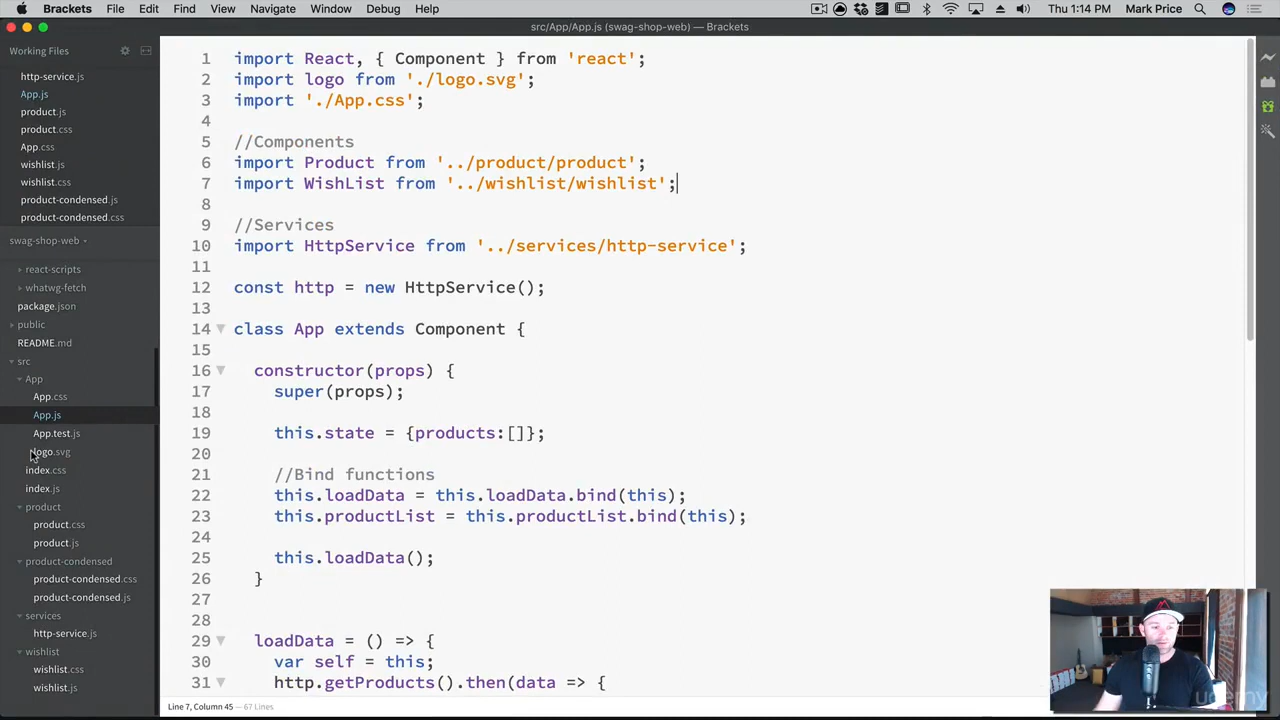 Brackets File Edit Find View Navigate Window Debug Help
Thu 1:14 PM Mark Price
src/App/App.js (swag-shop-web) — Brackets
Working Files
http-service.js
App.js
product.js
product.css
App.css
wishlist.js
wishlist.css
product-condensed.js
product-condensed.css
swag-shop-web
react-scripts
whatwg-fetch
package.json
public
README.md
src
App
App.css
App.js
App.test.js
logo.svg
index.css
index.js
product
product.css
product.js
product-condensed
product-condensed.css
product-condensed.js
services
http-service.js
wishlist
wishlist.css
wishlist.js
1 import React, { Component } from 'react';
2 import logo from './logo.svg';
3 import './App.css';
4
5 //Components
6 import Product from '../product/product';
7 import WishList from '../wishlist/wishlist';
8
9 //Services
10 import HttpService from '../services/http-service';
11
12 const http = new HttpService();
13
14 class App extends Component {
15
16 constructor(props) {
17 super(props);
18
19 this.state = {products:[]};
20
21 //Bind functions
22 this.loadData = this.loadData.bind(this);
23 this.productList = this.productList.bind(this);
24
25 this.loadData();
26 }
27
28
29 loadData = () => {
30 var self = this;
31 http.getProducts().then(data => {
Line 7, Column 45 — 67 Lines
udemy